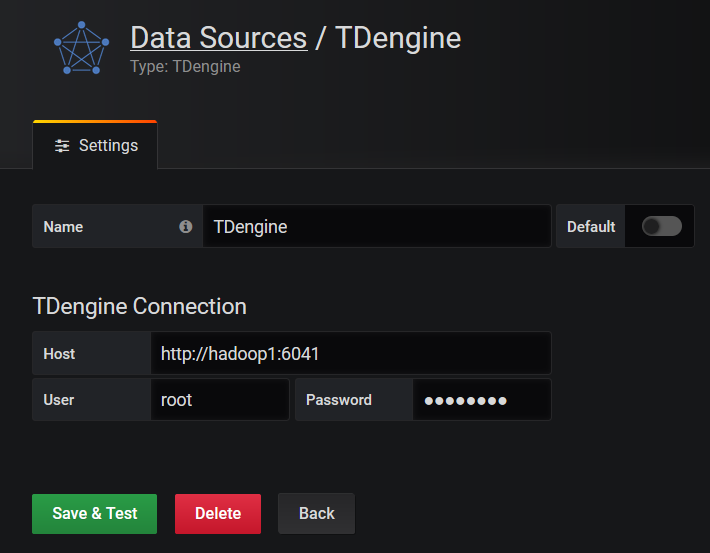 Data Sources / TDengine
Type: TDengine
Settings
Name TDengine Default
TDengine Connection
Host http://hadoop1:6041
User root Password ●●●●●●●●
Save & Test Delete Back